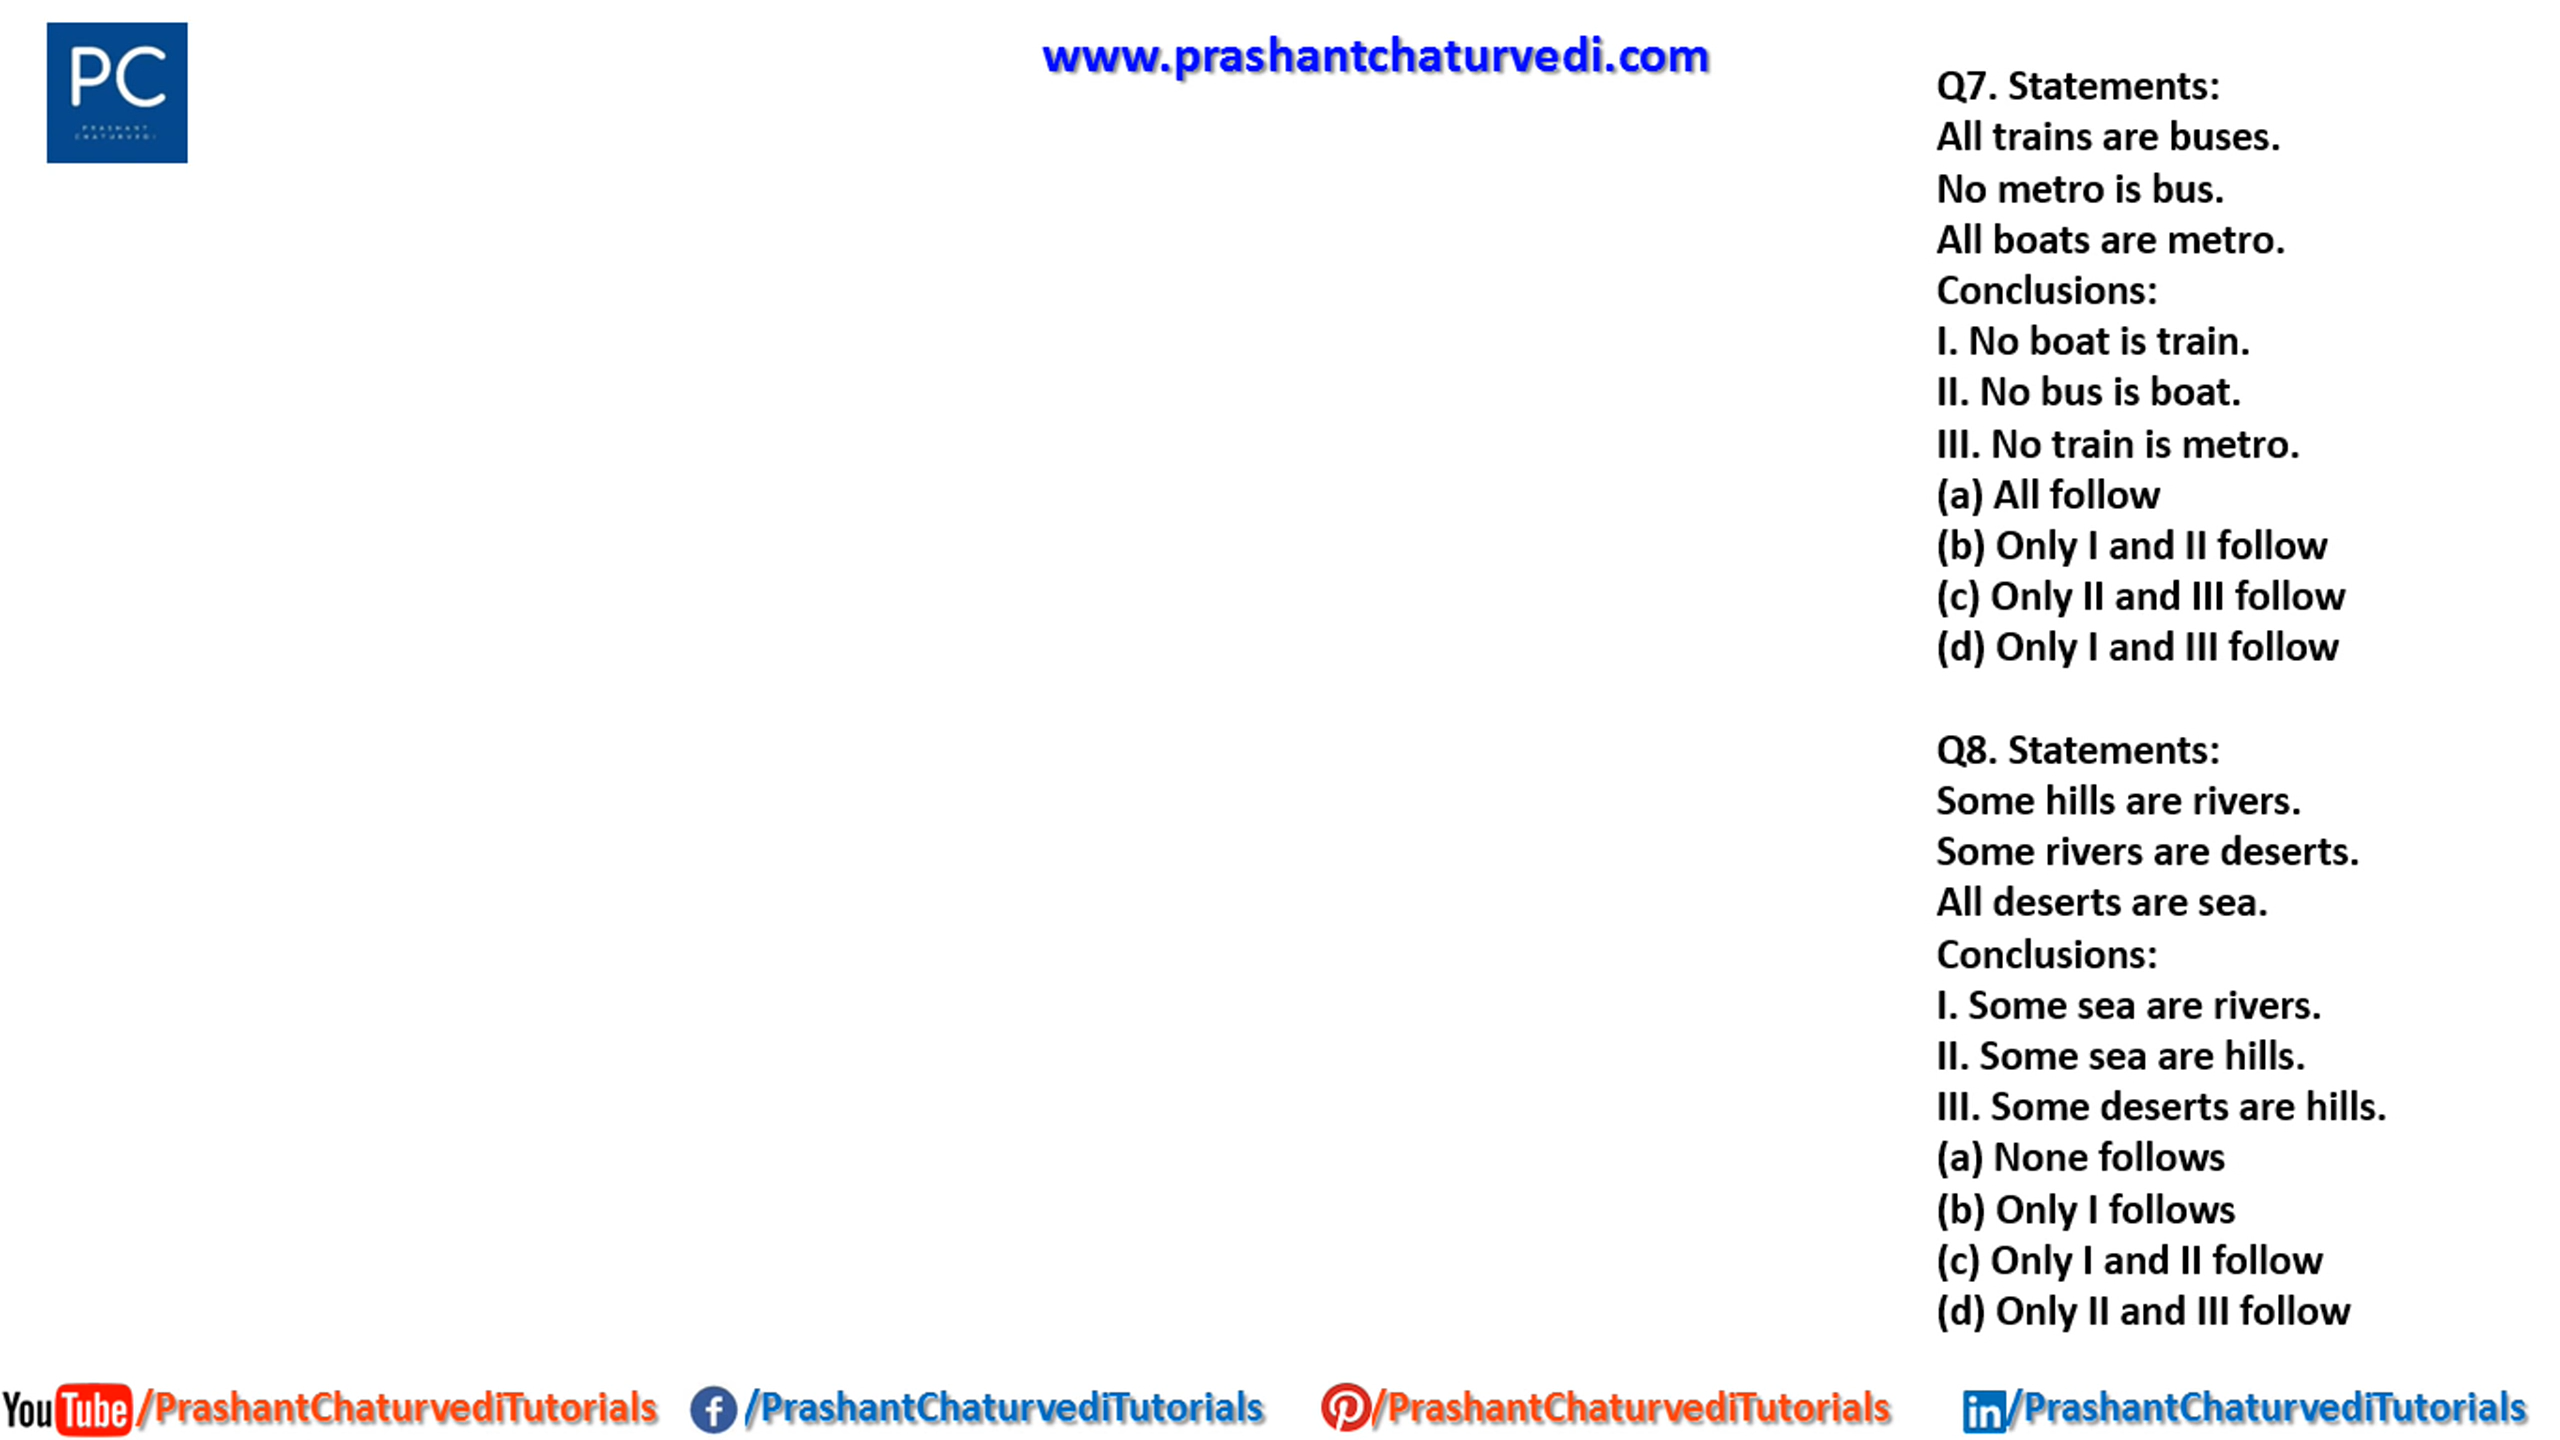 PC
PRASHANT
CHATURVEDI
www.prashantchaturvedi.com
Q7. Statements:
All trains are buses.
No metro is bus.
All boats are metro.
Conclusions:
I. No boat is train.
II. No bus is boat.
III. No train is metro.
(a) All follow
(b) Only I and II follow
(c) Only II and III follow
(d) Only I and III follow
Q8. Statements:
Some hills are rivers.
Some rivers are deserts.
All deserts are sea.
Conclusions:
I. Some sea are rivers.
II. Some sea are hills.
III. Some deserts are hills.
(a) None follows
(b) Only I follows
(c) Only I and II follow
(d) Only II and III follow
YouTube/PrashantChaturvediTutorials f/PrashantChaturvediTutorials /PrashantChaturvediTutorials in/PrashantChaturvediTutorials